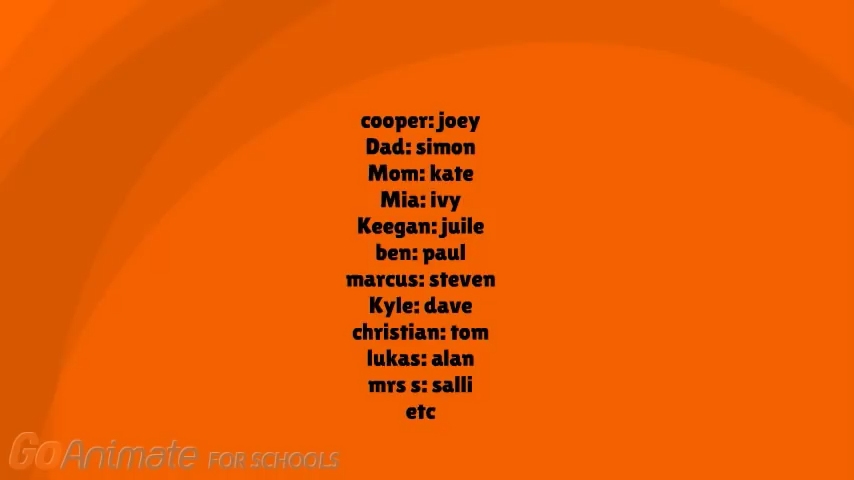 cooper: joey
Dad: simon
Mom: kate
Mia: ivy
Keegan: juile
ben: paul
marcus: steven
Kyle: dave
christian: tom
lukas: alan
mrs s: salli
etc
GoAnimate FOR SCHOOLS